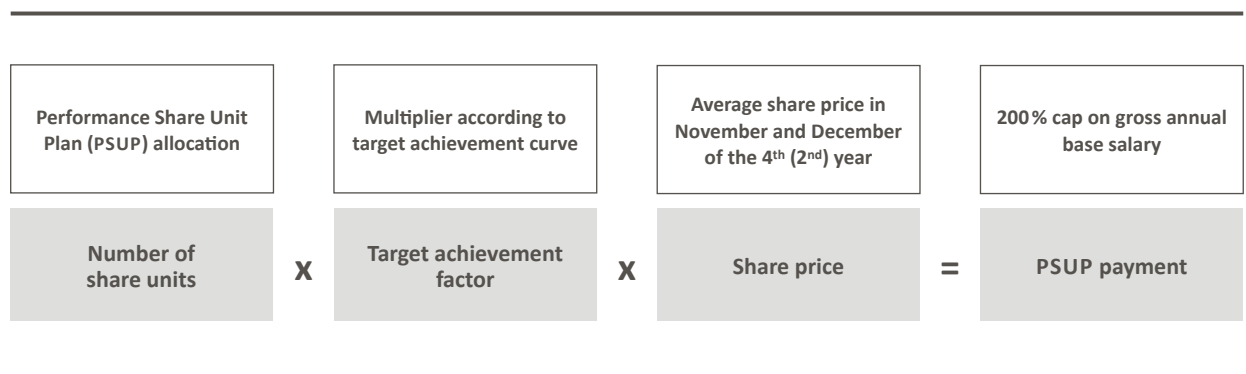 Performance Share Unit
Plan (PSUP) allocation
Multiplier according to
target achievement curve
Average share price in
November and December
of the 4th (2nd) year
200 % cap on gross annual
base salary
Number of
share units
x
Target achievement
factor
x
Share price
=
PSUP payment